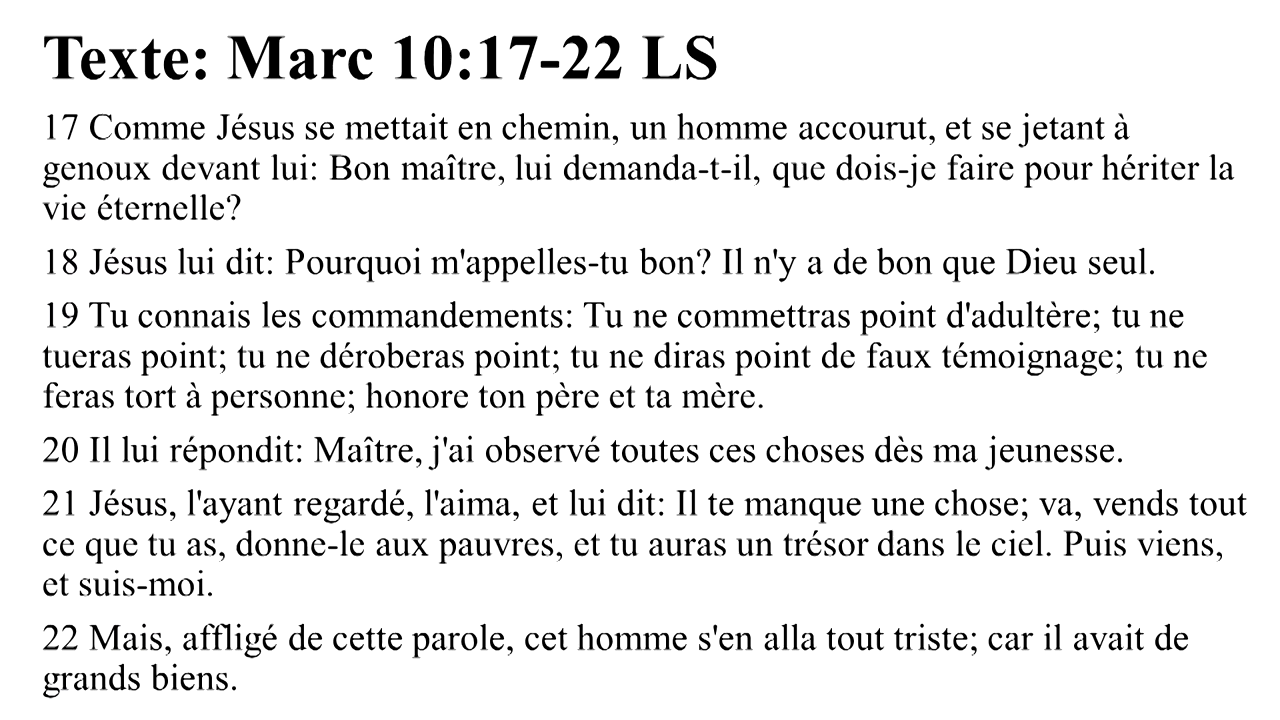 Texte: Marc 10:17-22 LS
17 Comme Jésus se mettait en chemin, un homme accourut, et se jetant à
genoux devant lui: Bon maître, lui demanda-t-il, que dois-je faire pour hériter la
vie éternelle?
18 Jésus lui dit: Pourquoi m'appelles-tu bon? Il n'y a de bon que Dieu seul.
19 Tu connais les commandements: Tu ne commettras point d'adultère; tu ne
tueras point; tu ne déroberas point; tu ne diras point de faux témoignage; tu ne
feras tort à personne; honore ton père et ta mère.
20 Il lui répondit: Maître, j'ai observé toutes ces choses dès ma jeunesse.
21 Jésus, l'ayant regardé, l'aima, et lui dit: Il te manque une chose; va, vends tout
ce que tu as, donne-le aux pauvres, et tu auras un trésor dans le ciel. Puis viens,
et suis-moi.
22 Mais, affligé de cette parole, cet homme s'en alla tout triste; car il avait de
grands biens.